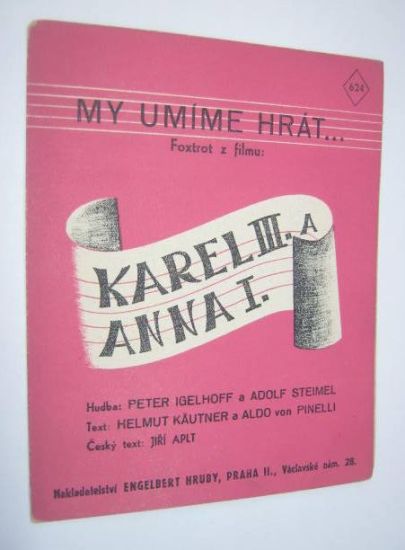 624
MY UMÍME HRÁT...
Foxtrot z filmu:
KAREL III. A
ANNA I.
Hudba: PETER IGELHOFF a ADOLF STEIMEL
Text: HELMUT KÄUTNER a ALDO von PINELLI
Český text: JIŘÍ APLT
Nakladatelství ENGELBERT HRUBY, PRAHA II., Václavské nám. 28.